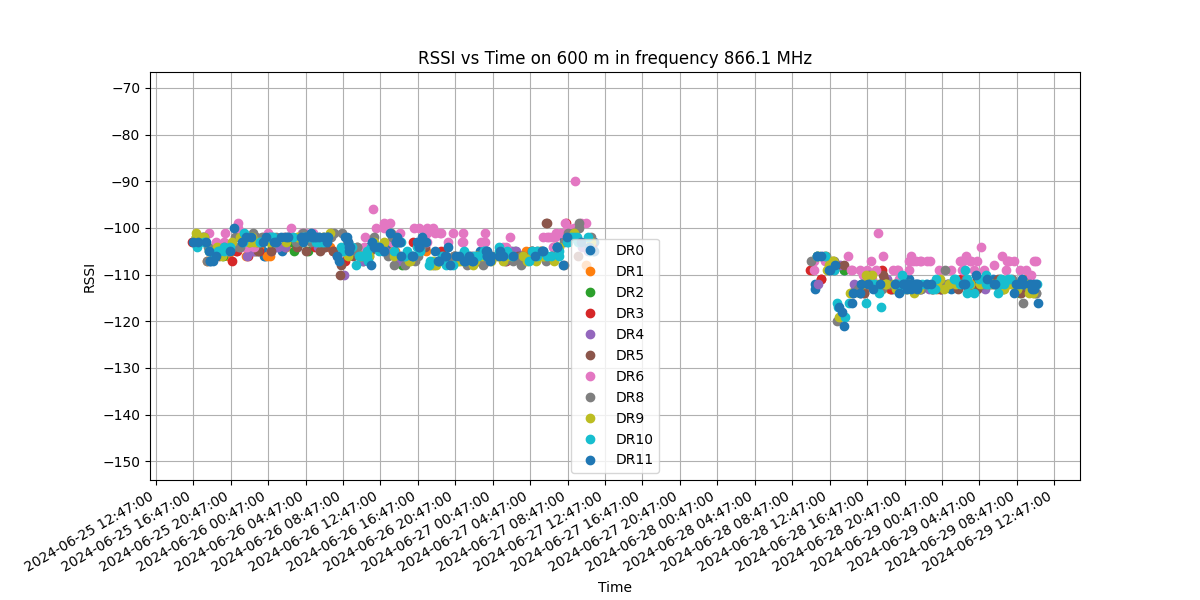 RSSI vs Time on 600 m in frequency 866.1 MHz
RSSI
−70
−80
−90
−100
−110
−120
−130
−140
−150
DR0
DR1
DR2
DR3
DR4
DR5
DR6
DR8
DR9
DR10
DR11
2024-06-25 12:47:00
2024-06-25 16:47:00
2024-06-25 20:47:00
2024-06-26 00:47:00
2024-06-26 04:47:00
2024-06-26 08:47:00
2024-06-26 12:47:00
2024-06-26 16:47:00
2024-06-26 20:47:00
2024-06-27 00:47:00
2024-06-27 04:47:00
2024-06-27 08:47:00
2024-06-27 12:47:00
2024-06-27 16:47:00
2024-06-27 20:47:00
2024-06-28 00:47:00
2024-06-28 04:47:00
2024-06-28 08:47:00
2024-06-28 12:47:00
2024-06-28 16:47:00
2024-06-28 20:47:00
2024-06-29 00:47:00
2024-06-29 04:47:00
2024-06-29 08:47:00
2024-06-29 12:47:00
Time